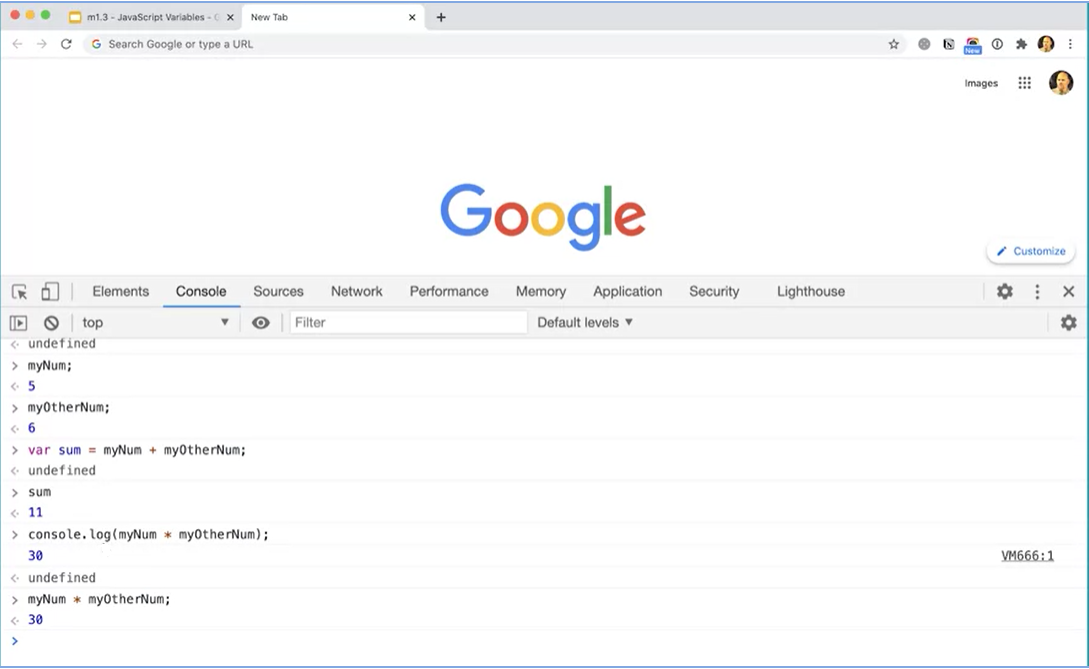 m1.3 - JavaScript Variables - G
New Tab
Search Google or type a URL
New
Images
Google
Customize
Elements Console Sources Network Performance Memory Application Security Lighthouse
top Filter Default levels ▼
undefined
> myNum;
5
> myOtherNum;
6
> var sum = myNum + myOtherNum;
undefined
> sum
11
> console.log(myNum * myOtherNum);
30 VM666:1
undefined
> myNum * myOtherNum;
30
>